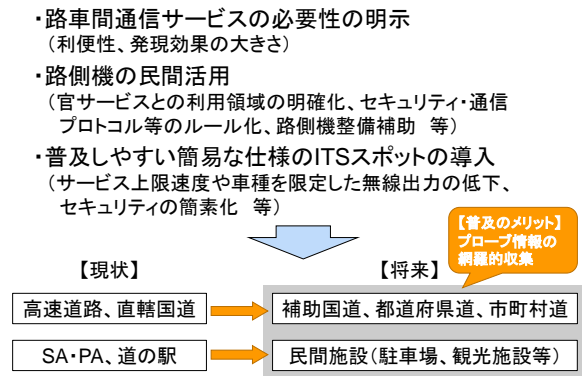 ・路車間通信サービスの必要性の明示
(利便性、発現効果の大きさ)
・路側機の民間活用
(官サービスとの利用領域の明確化、セキュリティ・通信
プロトコル等のルール化、路側機整備補助 等)
・普及しやすい簡易な仕様のITSスポットの導入
(サービス上限速度や車種を限定した無線出力の低下、
セキュリティの簡素化 等)
【普及のメリット】
プローブ情報の
網羅的収集
【現状】
【将来】
高速道路、直轄国道
補助国道、都道府県道、市町村道
SA・PA、道の駅
民間施設(駐車場、観光施設等)